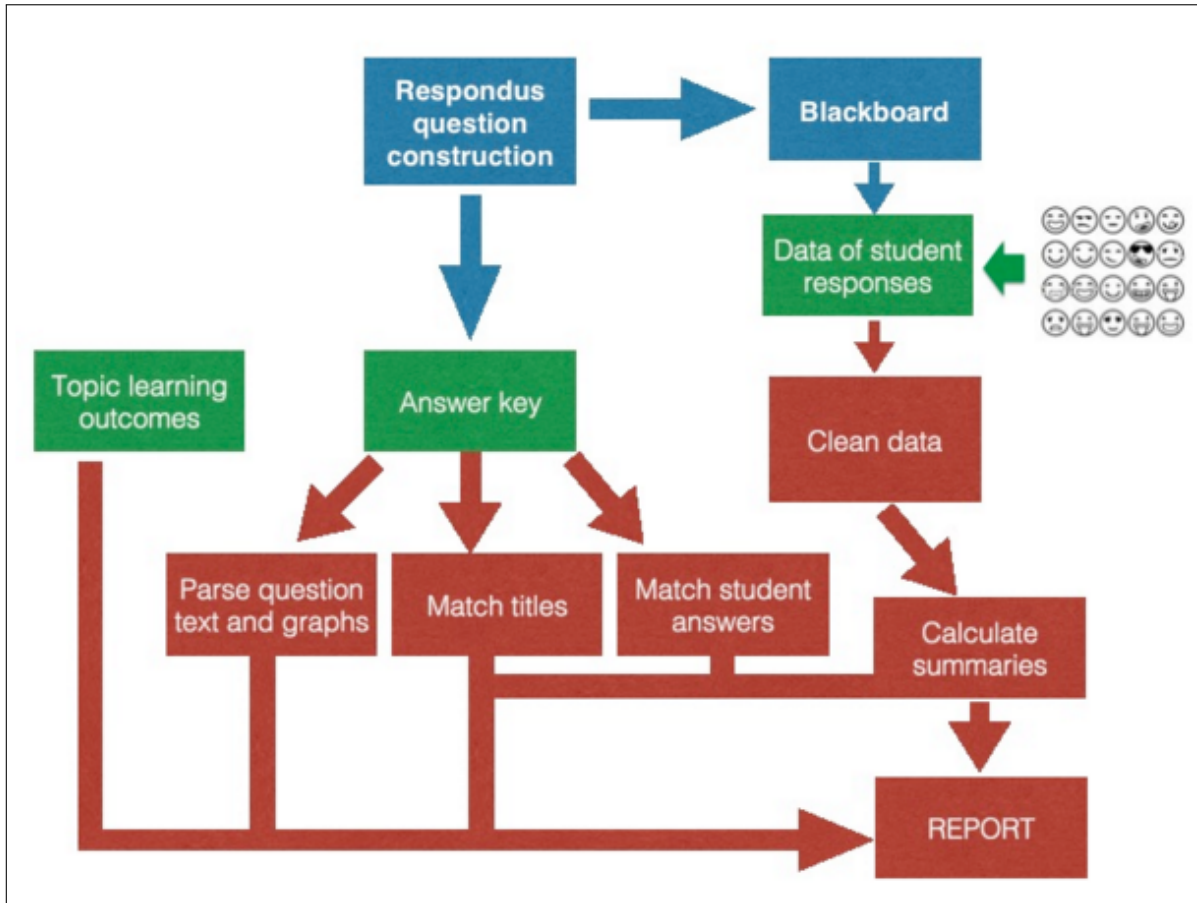 Respondus
question
construction
Blackboard
Data of student
responses
Topic learning
outcomes
Answer key
Clean data
Parse question
text and graphs
Match titles
Match student
answers
Calculate
summaries
REPORT